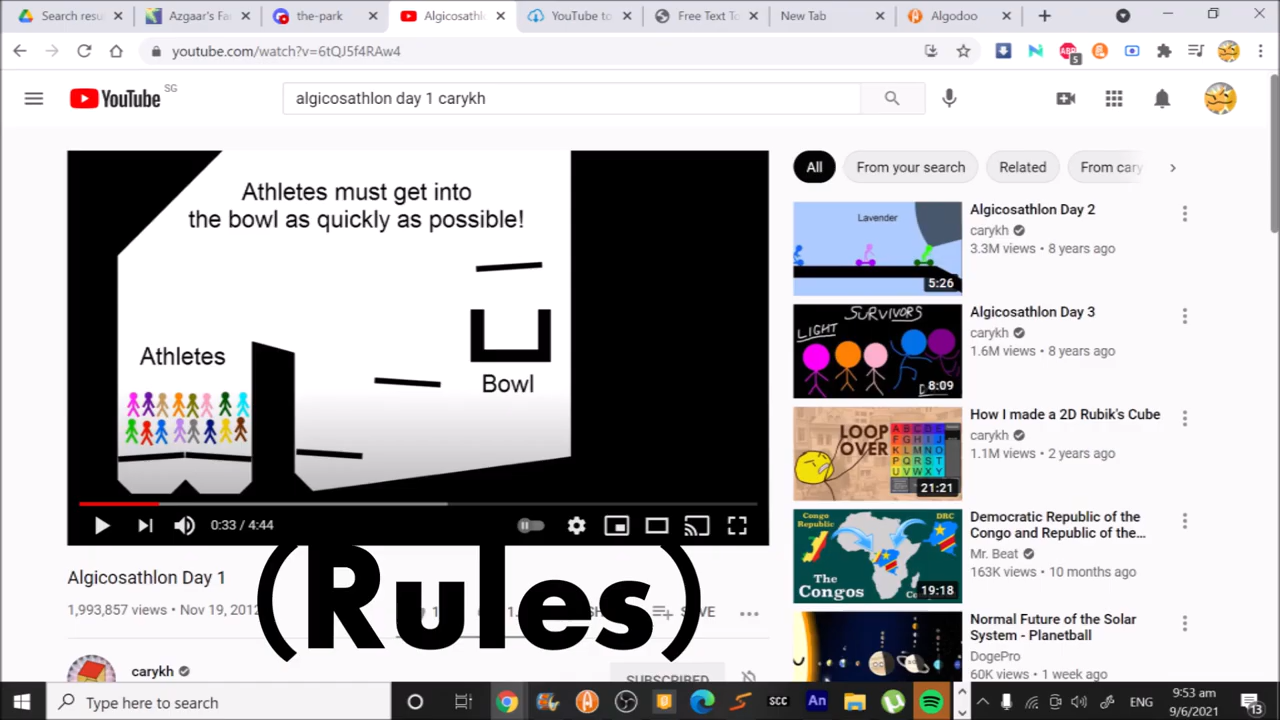 Search resul
Azgaar's Fa
the-park
Algicosathl
YouTube to
Free Text To
New Tab
Algodoo
youtube.com/watch?v=6tQJ5f4RAw4
ABP
5
YouTube SG
algicosathlon day 1 carykh
Athletes must get into
the bowl as quickly as possible!
Athletes
Bowl
0:33 / 4:44
Algicosathlon Day 1
1,993,857 views • Nov 19, 2012
SAVE
(Rules)
carykh
SUBSCRIBED
All
From your search
Related
From cary
Lavender
5:26
Algicosathlon Day 2
carykh
3.3M views • 8 years ago
SURVIVORS
LIGHT
8:09
Algicosathlon Day 3
carykh
1.6M views • 8 years ago
LOOP
OVER
21:21
How I made a 2D Rubik's Cube
carykh
1.1M views • 2 years ago
Congo
Republic
DRC
The
Congos
19:18
Democratic Republic of the
Congo and Republic of the...
Mr. Beat
163K views • 10 months ago
Normal Future of the Solar
System - Planetball
DogePro
60K views • 1 week ago
Type here to search
SCC
An
ENG
9:53 am
9/6/2021
13